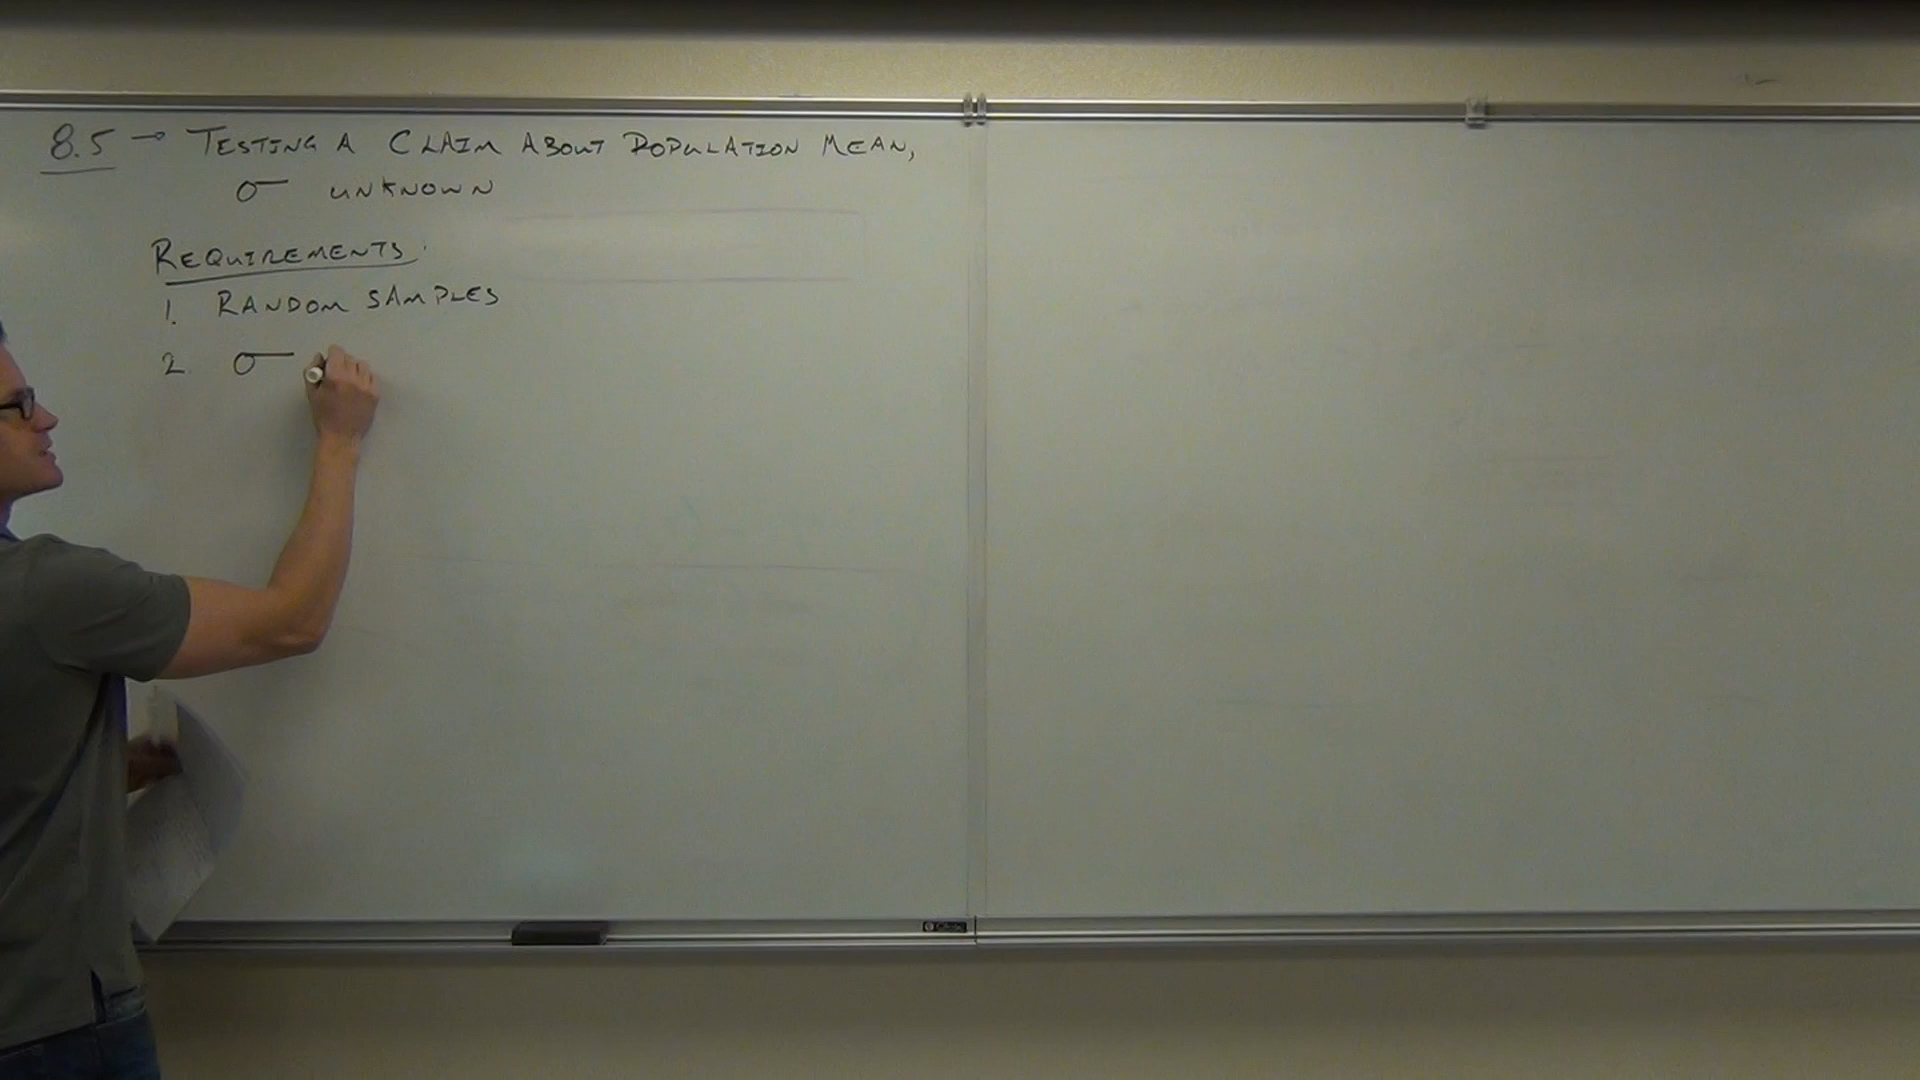 8.5 → TESTING A CLAIM ABOUT POPULATION MEAN,
σ UNKNOWN
REQUIREMENTS:
1. RANDOM SAMPLES
2 σ